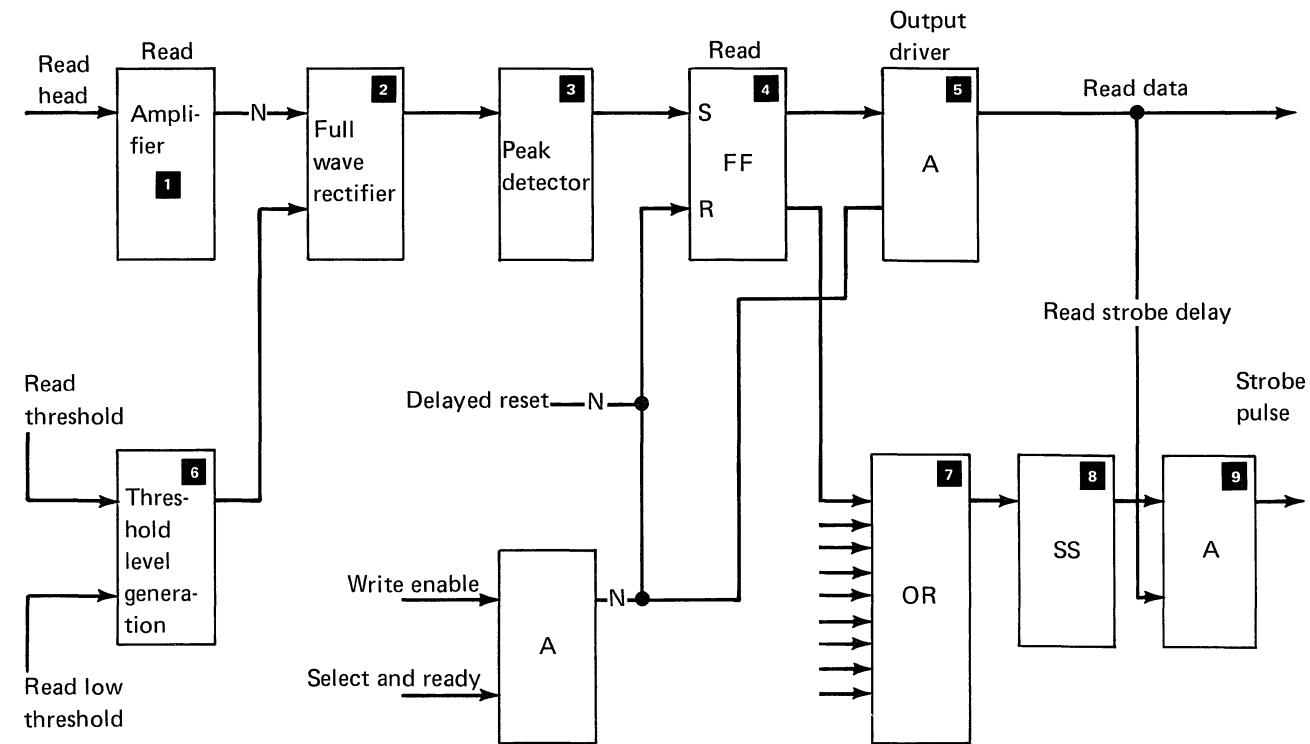 Read
head
Read
Ampli-
fier
1
N
2
Full
wave
rectifier
3
Peak
detector
Read
4
S
FF
R
Output
driver
5
A
Read data
Read strobe delay
Strobe
pulse
Read
threshold
6
Thres-
hold
level
genera-
tion
Read low
threshold
Delayed reset
N
Write enable
Select and ready
A
N
7
OR
8
SS
9
A